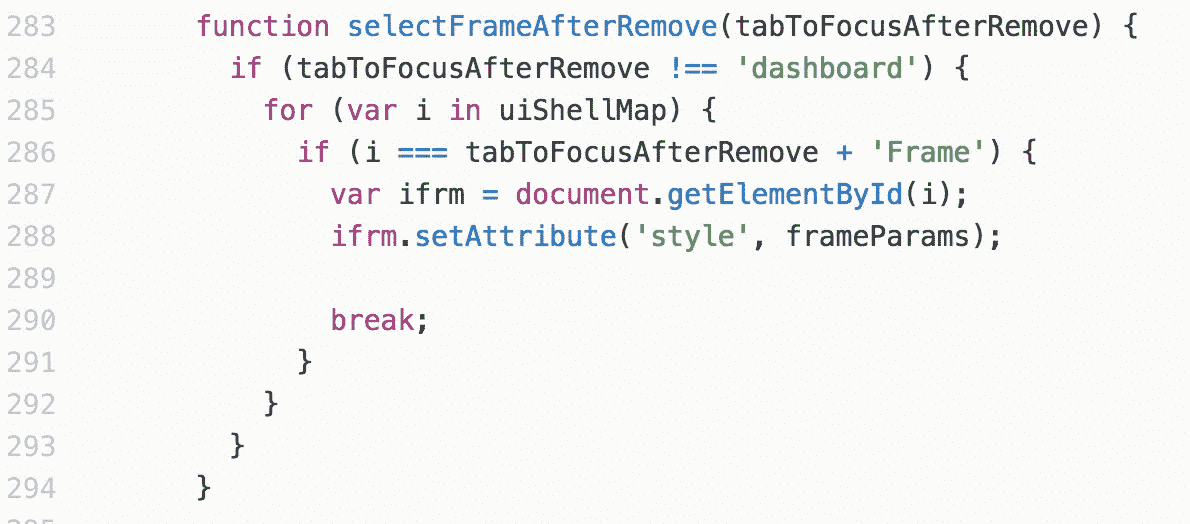 283 function selectFrameAfterRemove(tabToFocusAfterRemove) {
284 if (tabToFocusAfterRemove !== 'dashboard') {
285 for (var i in uiShellMap) {
286 if (i === tabToFocusAfterRemove + 'Frame') {
287 var ifrm = document.getElementById(i);
288 ifrm.setAttribute('style', frameParams);
289
290 break;
291 }
292 }
293 }
294 }
295